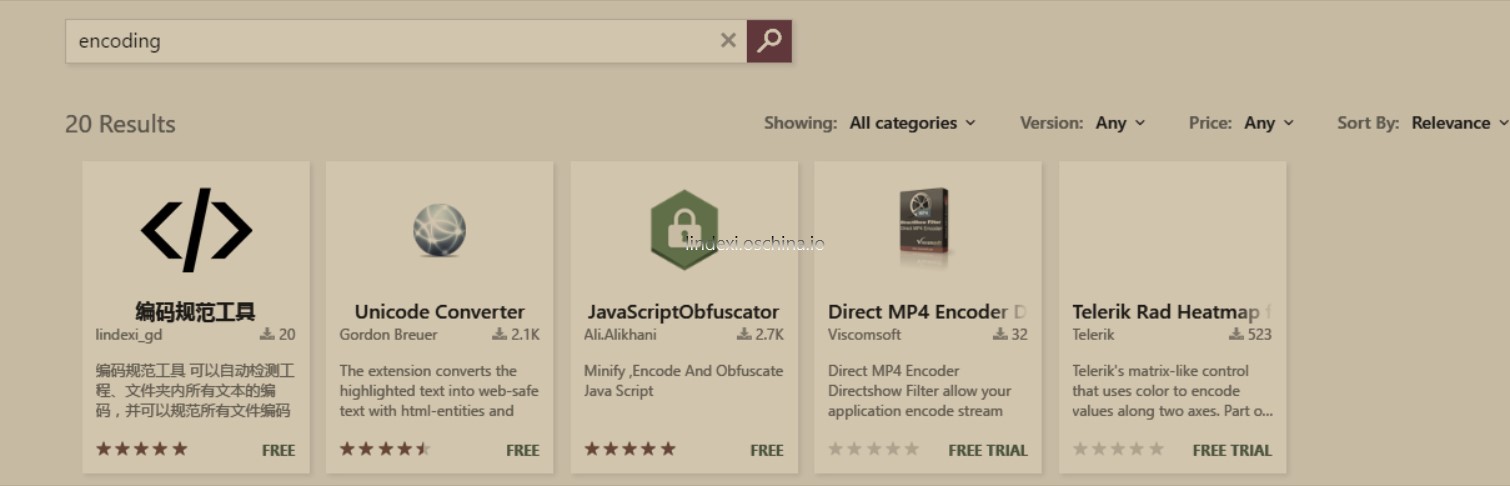 encoding
20 Results
Showing: All categories Version: Any Price: Any Sort By: Relevance
编码规范工具
lindexi_gd 20
编码规范工具 可以自动检测工
程、文件夹内所有文本的编
码，并可以规范所有文件编码
FREE
Unicode Converter
Gordon Breuer 2.1K
The extension converts the
highlighted text into web-safe
text with html-entities and
FREE
lindexi.oschina.io
JavaScriptObfuscator
Ali.Alikhani 2.7K
Minify ,Encode And Obfuscate
Java Script
FREE
Direct MP4 Encoder D
Viscomsoft 32
Direct MP4 Encoder
Directshow Filter allow your
application encode stream
FREE TRIAL
Telerik Rad Heatmap f
Telerik 523
Telerik's matrix-like control
that uses color to encode
values along two axes. Part o...
FREE TRIAL